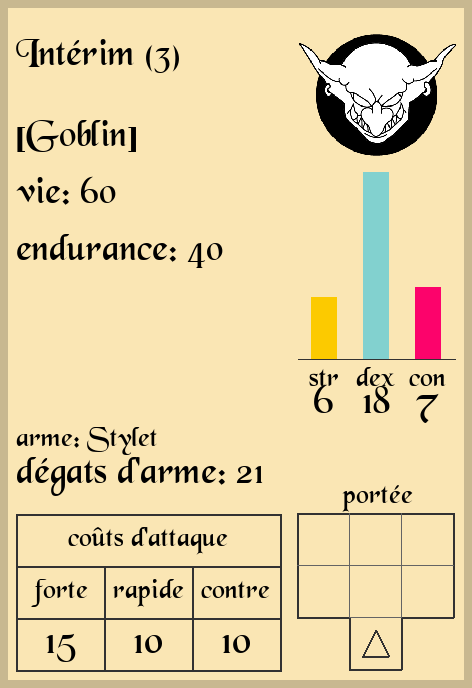 Intérim (3)
[Goblin]
vie: 60
endurance: 40
str dex con
6 18 7
arme: Stylet
dégats d'arme: 21
portée
coûts d'attaque
forte rapide contre
15 10 10